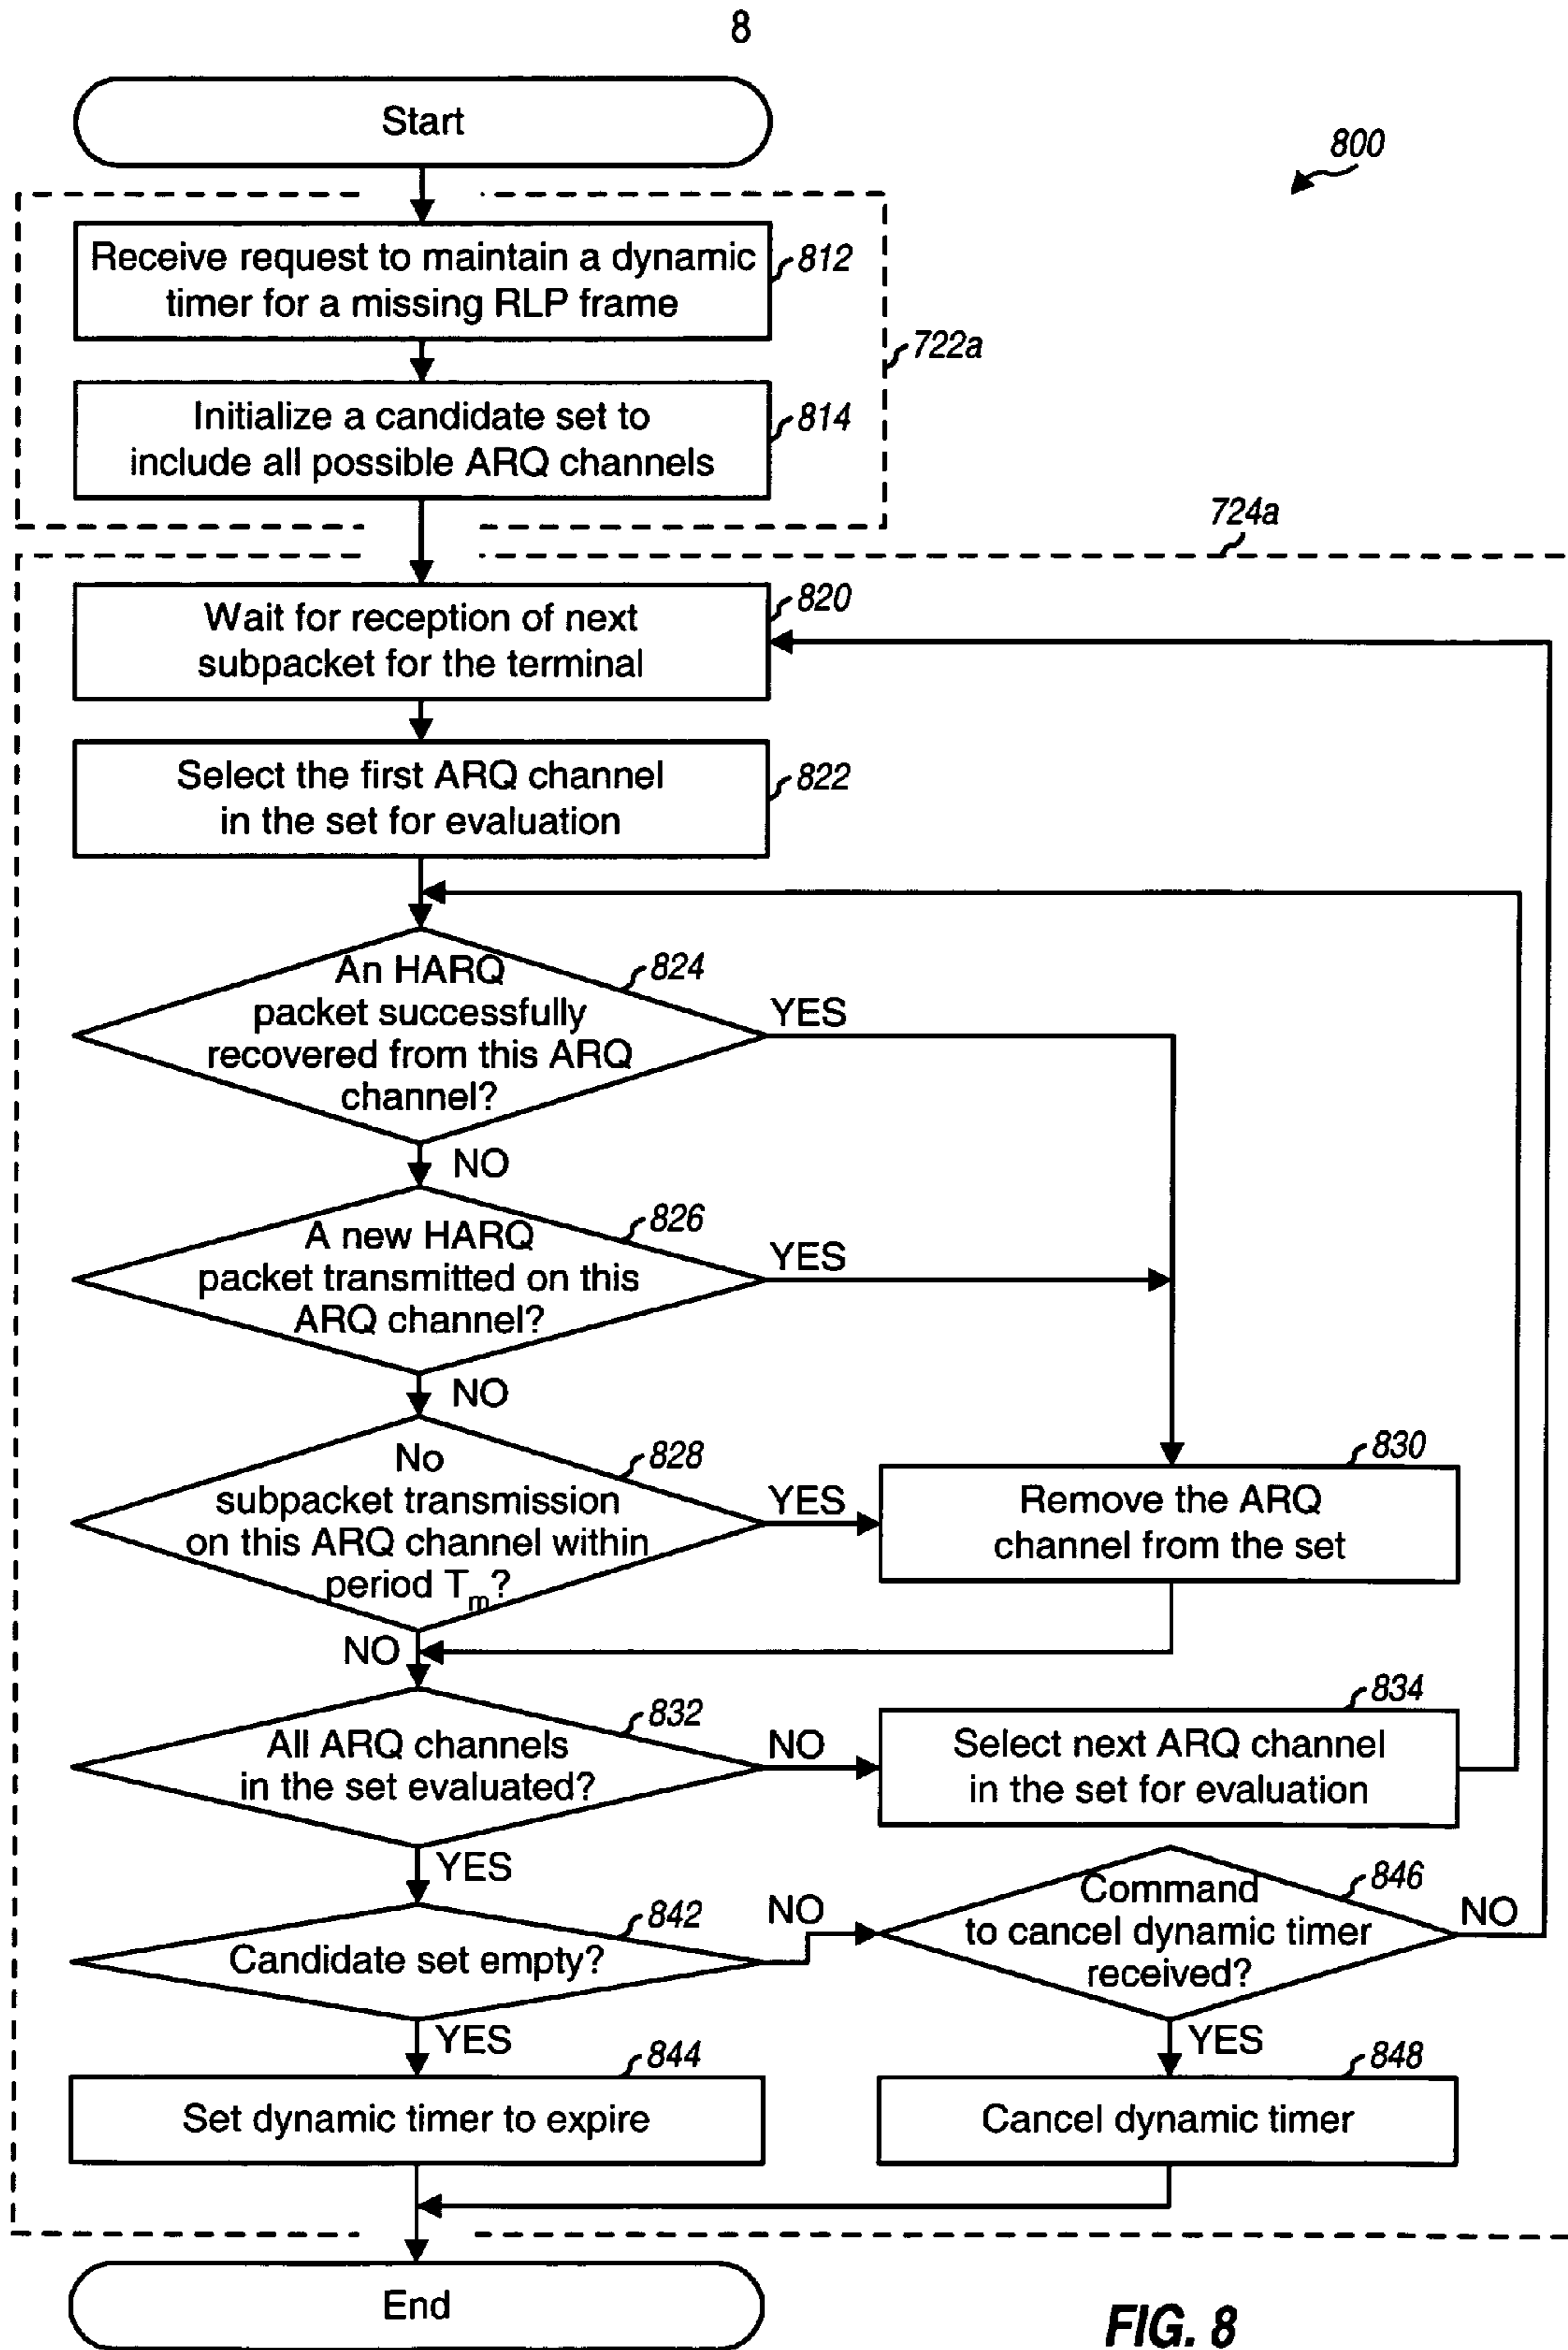 8
Start
800
Receive request to maintain a dynamic
timer for a missing RLP frame
812
722a
Initialize a candidate set to
include all possible ARQ channels
814
724a
Wait for reception of next
subpacket for the terminal
820
Select the first ARQ channel
in the set for evaluation
822
An HARQ
packet successfully
recovered from this ARQ
channel?
824
YES
NO
A new HARQ
packet transmitted on this
ARQ channel?
826
YES
NO
No
subpacket transmission
on this ARQ channel within
period Tm?
828
YES
830
Remove the ARQ
channel from the set
NO
All ARQ channels
in the set evaluated?
832
NO
834
Select next ARQ channel
in the set for evaluation
YES
Candidate set empty?
842
NO
Command
to cancel dynamic timer
received?
846
NO
YES
YES
844
Set dynamic timer to expire
848
Cancel dynamic timer
End
FIG. 8